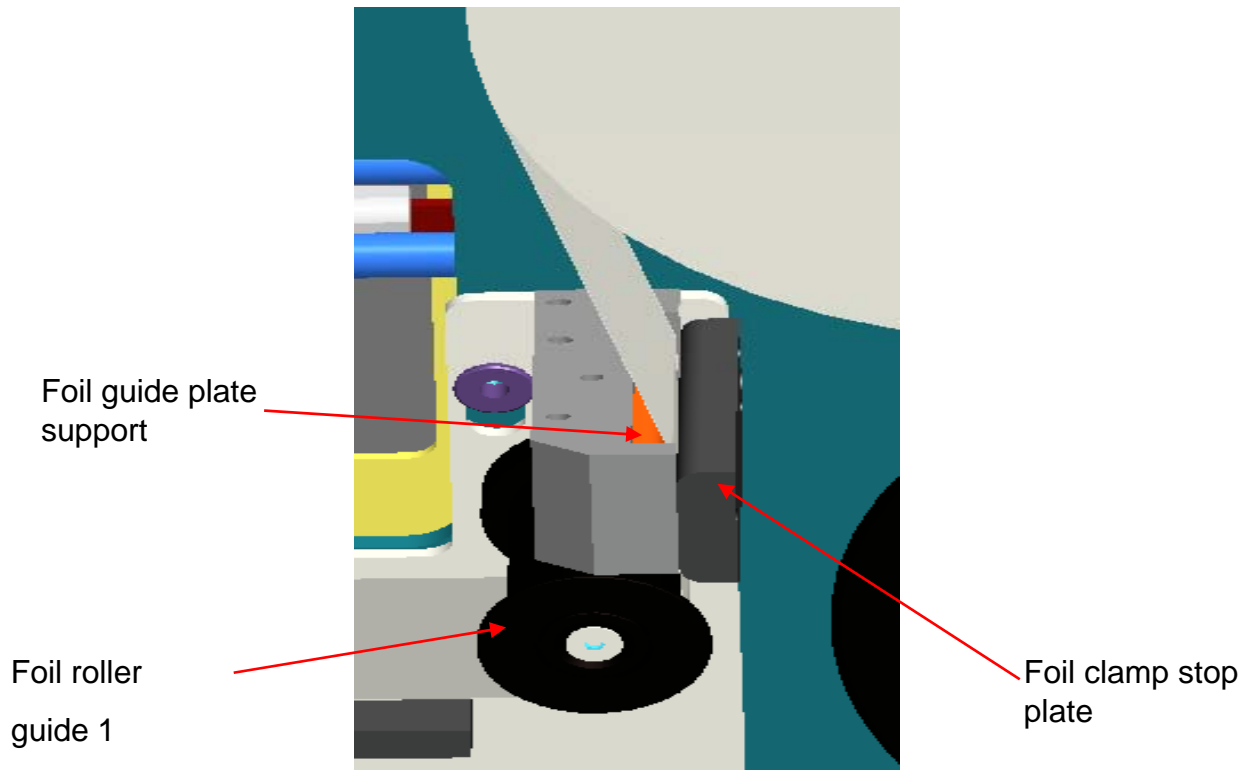 Foil guide plate
support
Foil roller
guide 1
Foil clamp stop
plate